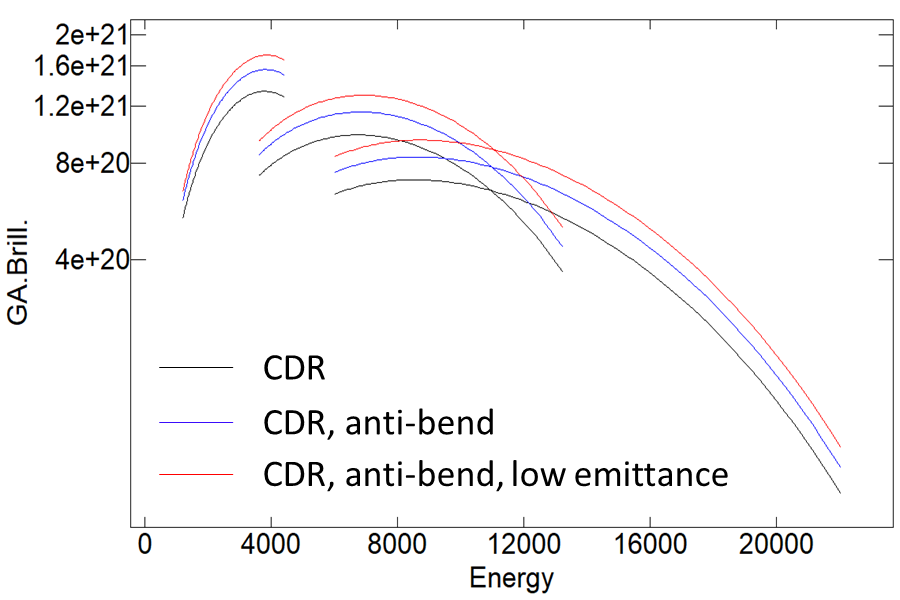 2e+21
1.6e+21
1.2e+21
8e+20
4e+20
GA.Brill.
CDR
CDR, anti-bend
CDR, anti-bend, low emittance
0 4000 8000 12000 16000 20000
Energy